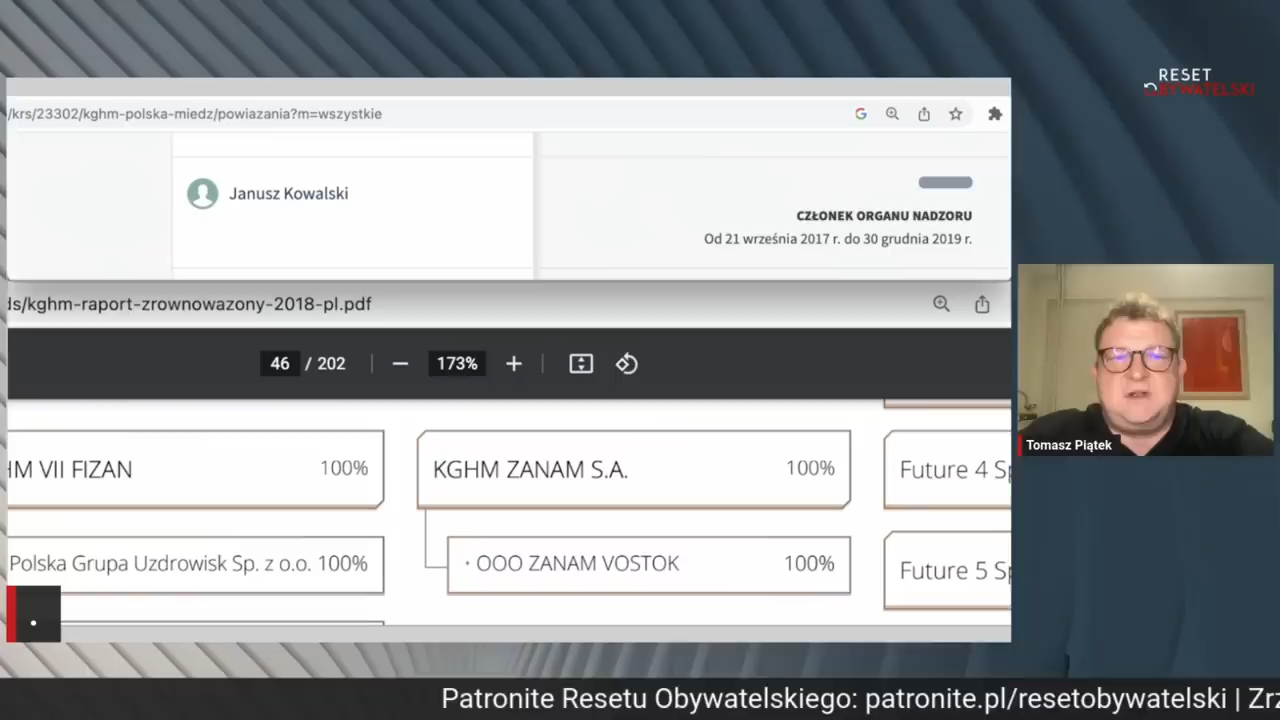 RESET
OBYWATELSKI
/krs/23302/kghm-polska-miedz/powiazania?m=wszystkie
Janusz Kowalski
CZŁONEK ORGANU NADZORU
Od 21 września 2017 r. do 30 grudnia 2019 r.
ds/kghm-raport-zrownowazony-2018-pl.pdf
46 / 202
173%
HM VII FIZAN 100%
KGHM ZANAM S.A. 100%
Future 4 Sp
Polska Grupa Uzdrowisk Sp. z o.o. 100%
· OOO ZANAM VOSTOK 100%
Future 5 Sp
Tomasz Piątek
.
Patronite Resetu Obywatelskiego: patronite.pl/resetobywatelski | Zrz